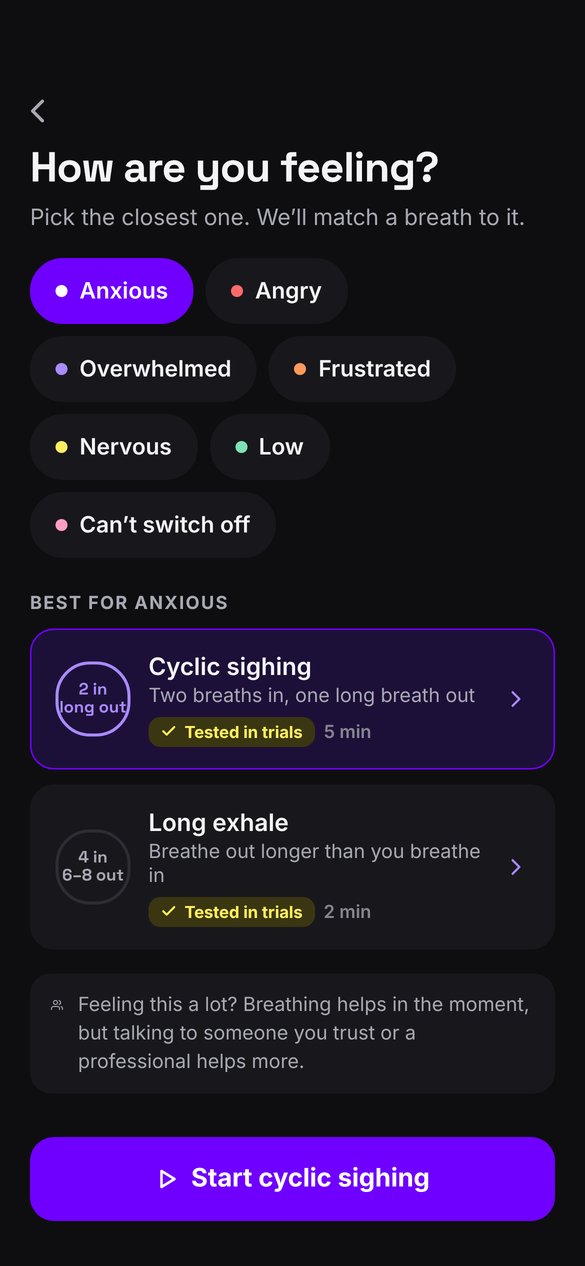 How are you feeling?
Pick the closest one. We’ll match a breath to it.
Anxious
Angry
Overwhelmed
Frustrated
Nervous
Low
Can’t switch off
BEST FOR ANXIOUS
2 in
long out
Cyclic sighing
Two breaths in, one long breath out
Tested in trials
5 min
4 in
6–8 out
Long exhale
Breathe out longer than you breathe
in
Tested in trials
2 min
Feeling this a lot? Breathing helps in the moment,
but talking to someone you trust or a
professional helps more.
Start cyclic sighing